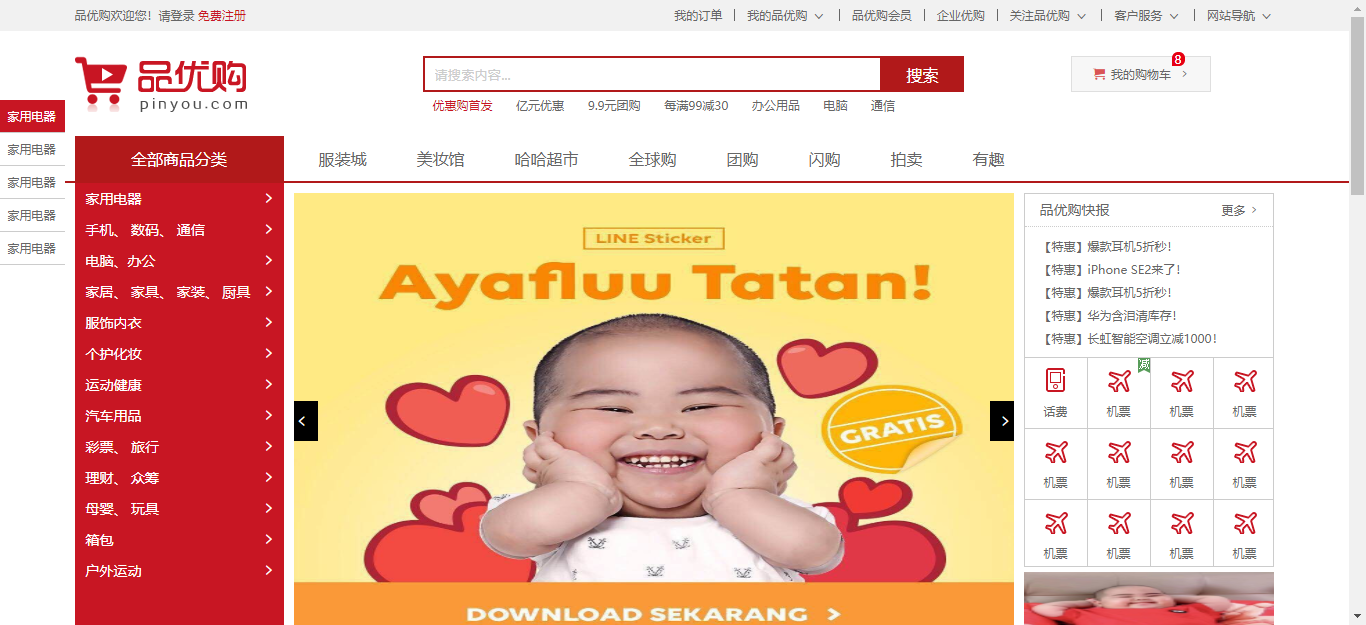 品优购欢迎您! 请登录 免费注册
我的订单 | 我的品优购 | 品优购会员 | 企业优购 | 关注品优购 | 客户服务 | 网站导航
品优购
pinyou.com
请搜索内容...
搜索
我的购物车
8
优惠购首发 亿元优惠 9.9元团购 每满99减30 办公用品 电脑 通信
家用电器
家用电器
家用电器
家用电器
家用电器
全部商品分类
服装城 美妆馆 哈哈超市 全球购 团购 闪购 拍卖 有趣
家用电器
手机、 数码、 通信
电脑、办公
家居、 家具、 家装、 厨具
服饰内衣
个护化妆
运动健康
汽车用品
彩票、 旅行
理财、 众筹
母婴、 玩具
箱包
户外运动
LINE Sticker
Ayafluu Tatan!
GRATIS
DOWNLOAD SEKARANG
品优购快报
更多
【特惠】爆款耳机5折秒!
【特惠】iPhone SE2来了!
【特惠】爆款耳机5折秒!
【特惠】华为含泪清库存!
【特惠】长虹智能空调立减1000!
减
话费 机票 机票 机票
机票 机票 机票 机票
机票 机票 机票 机票